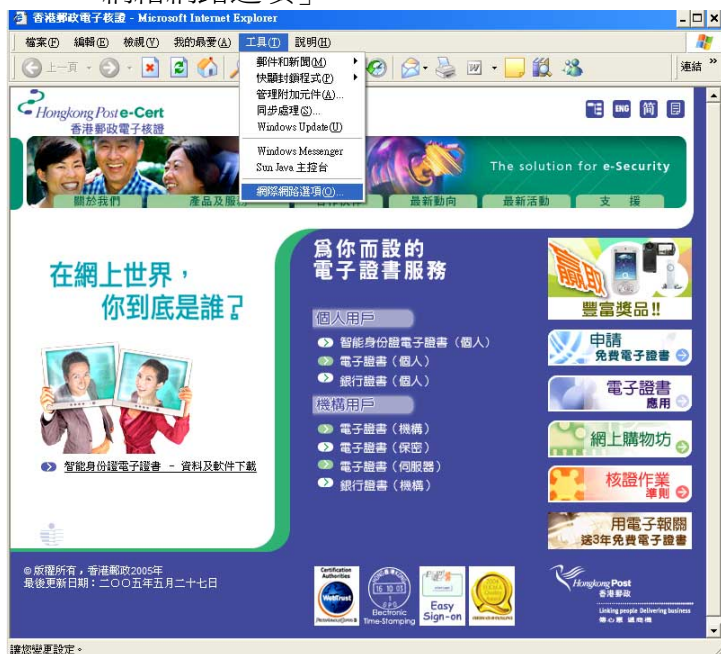 香港郵政電子核證 - Microsoft Internet Explorer
檔案(F) 編輯(E) 檢視(V) 我的最愛(A) 工具(T) 說明(H)
上一頁
連結
郵件和新聞(M)
快顯封鎖程式(P)
管理附加元件(A)...
同步處理(S)...
Windows Update(U)
Windows Messenger
Sun Java 主控台
網際網路選項(O)...
Hongkong Post e-Cert
香港郵政電子核證
ENG 简
The solution for e-Security
關於我們
產品及服
最新動向
最新活動
支 援
在網上世界，
你到底是誰？
智能身份證電子證書 - 資料及軟件下載
為你而設的
電子證書服務
個人用戶
智能身份證電子證書（個人）
電子證書（個人）
銀行證書（個人）
機構用戶
電子證書（機構）
電子證書（保密）
電子證書（伺服器）
銀行證書（機構）
贏取
豐富獎品!!
申請
免費電子證書
電子證書
應用
網上購物坊
核證作業
準則
用電子報關
送3年免費電子證書
©版權所有，香港郵政2005年
最後更新日期：二〇〇五年五月二十七日
Certification
Authorities
WebTrust
16 10 03
GPS
Electronic
Time-Stamping
Easy
Sign-on
Hongkong Post
香港郵政
Linking people Delivering business
傳心意 遞商機
讓您變更設定。